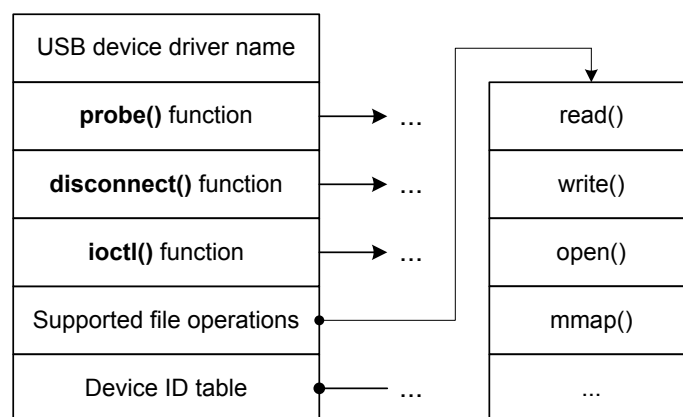 USB device driver name
probe() function
...
disconnect() function
...
ioctl() function
...
Supported file operations
Device ID table
...
read()
write()
open()
mmap()
...